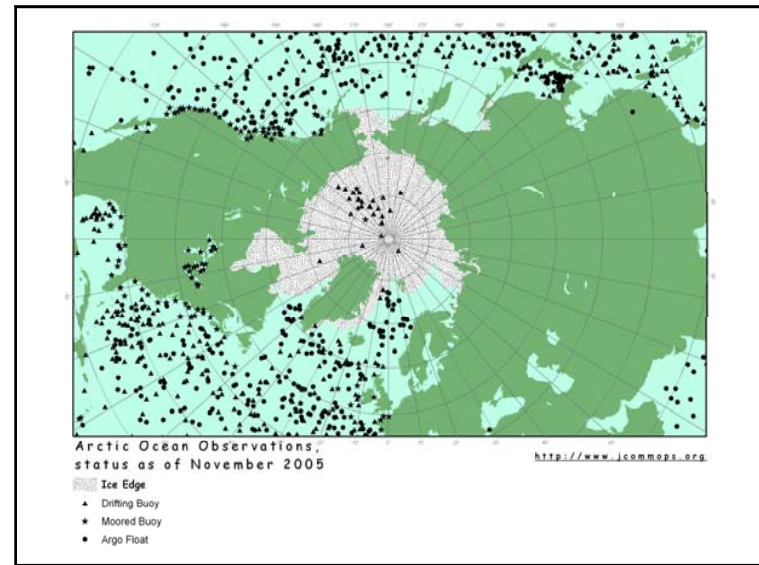 Arctic Ocean Observations,
status as of November 2005
http://www.jcommops.org
Ice Edge
Drifting Buoy
Moored Buoy
Argo Float